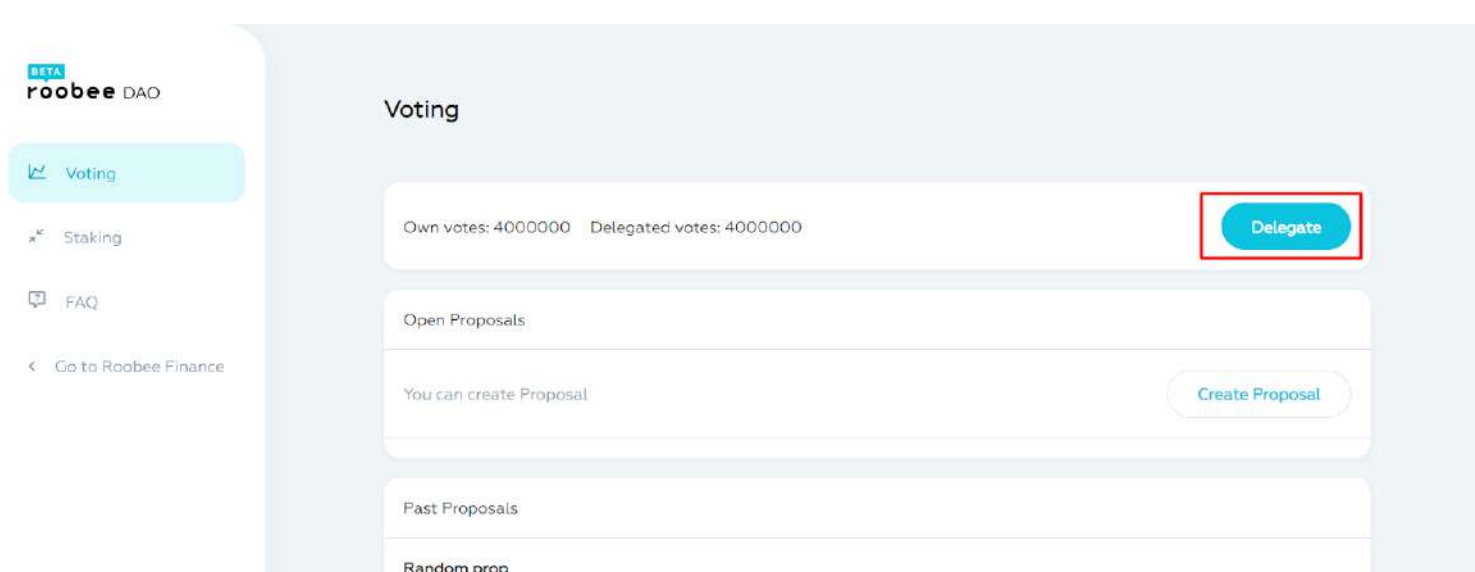 BETA
roobee DAO
Voting
Staking
FAQ
Go to Roobee Finance
Voting
Own votes: 4000000 Delegated votes: 4000000
Delegate
Open Proposals
You can create Proposal
Create Proposal
Past Proposals
Random prop